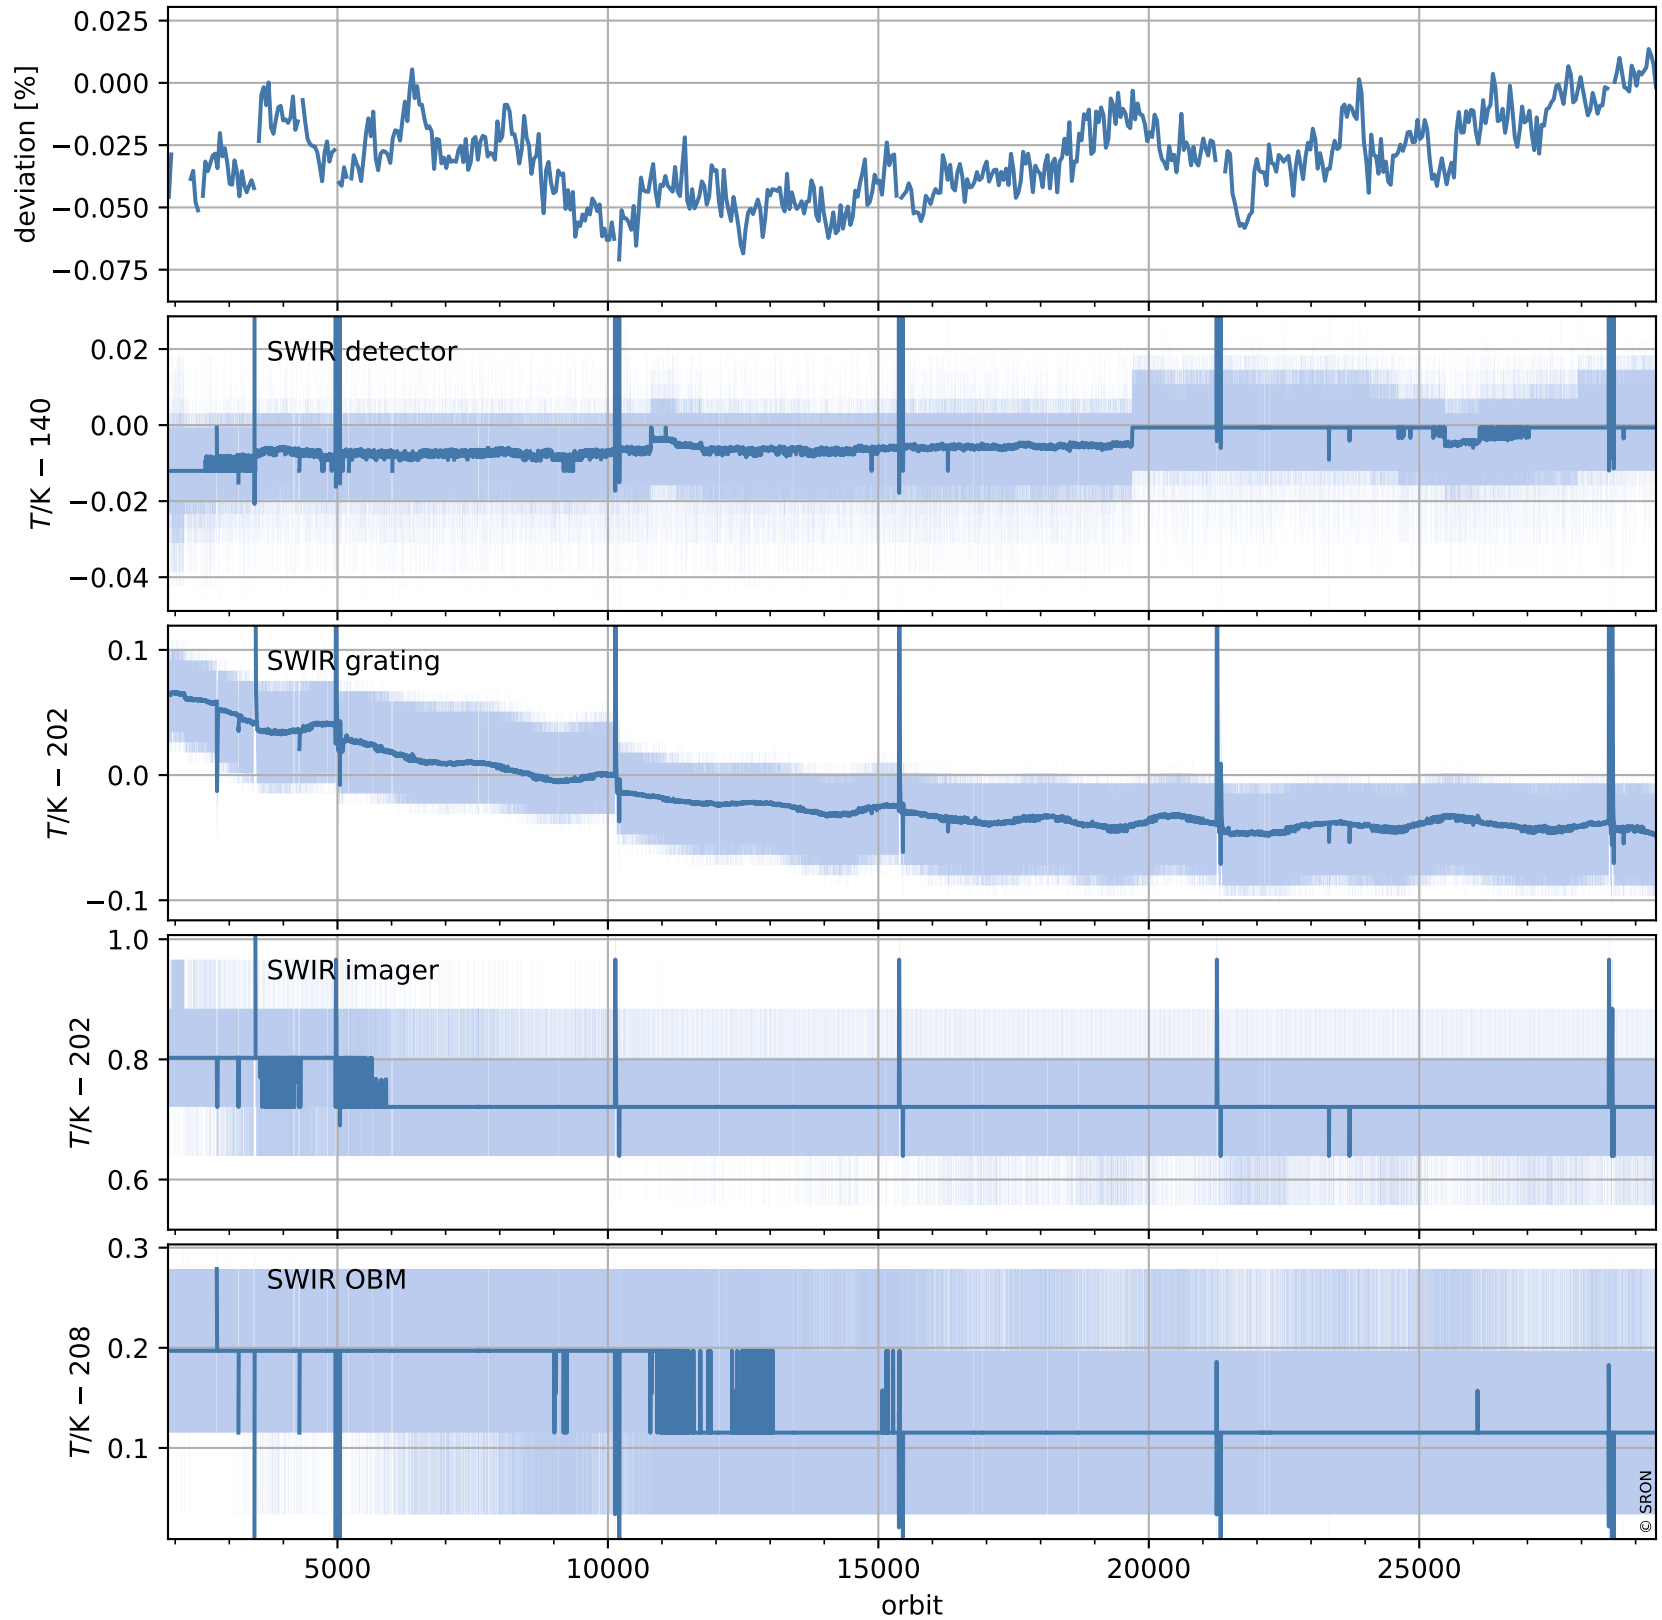 0.025
0.000
−0.025
−0.050
−0.075
deviation [%]
SWIR detector
0.02
0.00
−0.02
−0.04
T/K − 140
SWIR grating
0.1
0.0
−0.1
T/K − 202
SWIR imager
1.0
0.8
0.6
T/K − 202
SWIR OBM
0.3
0.2
0.1
T/K − 208
© SRON
5000 10000 15000 20000 25000
orbit